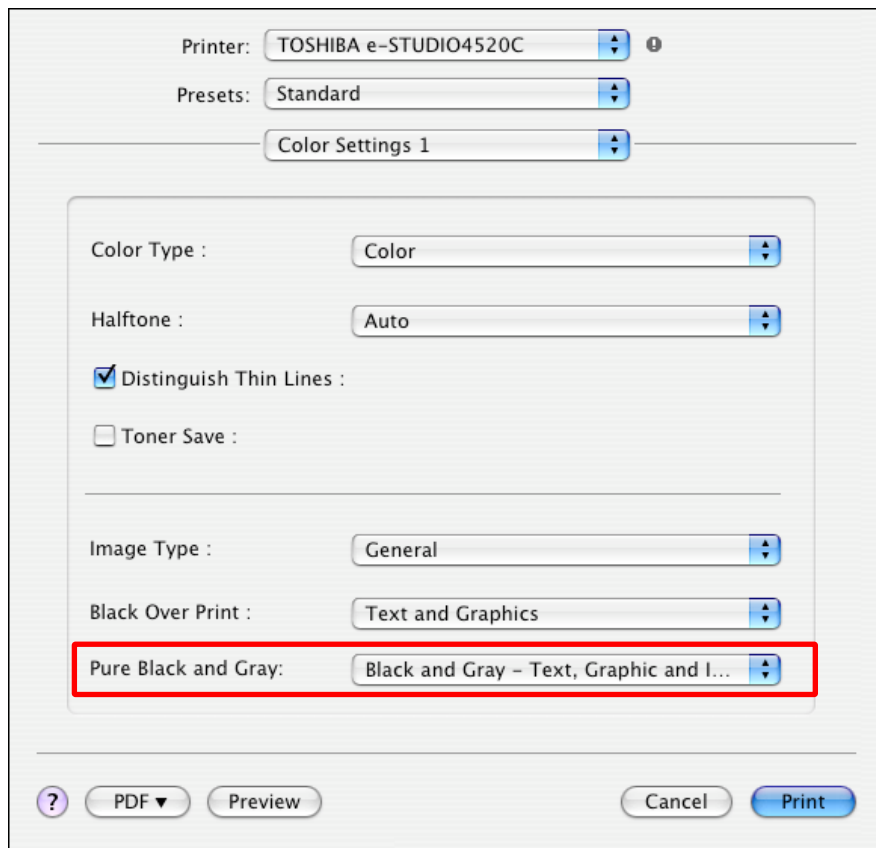 Printer: TOSHIBA e-STUDIO4520C
Presets: Standard
Color Settings 1
Color Type : Color
Halftone : Auto
Distinguish Thin Lines :
Toner Save :
Image Type : General
Black Over Print : Text and Graphics
Pure Black and Gray: Black and Gray – Text, Graphic and I...
? PDF ▼ Preview Cancel Print